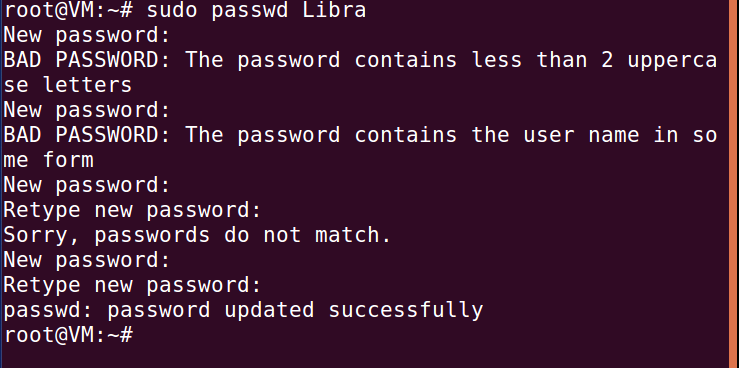 root@VM:~# sudo passwd Libra
New password:
BAD PASSWORD: The password contains less than 2 upperca
se letters
New password:
BAD PASSWORD: The password contains the user name in so
me form
New password:
Retype new password:
Sorry, passwords do not match.
New password:
Retype new password:
passwd: password updated successfully
root@VM:~#